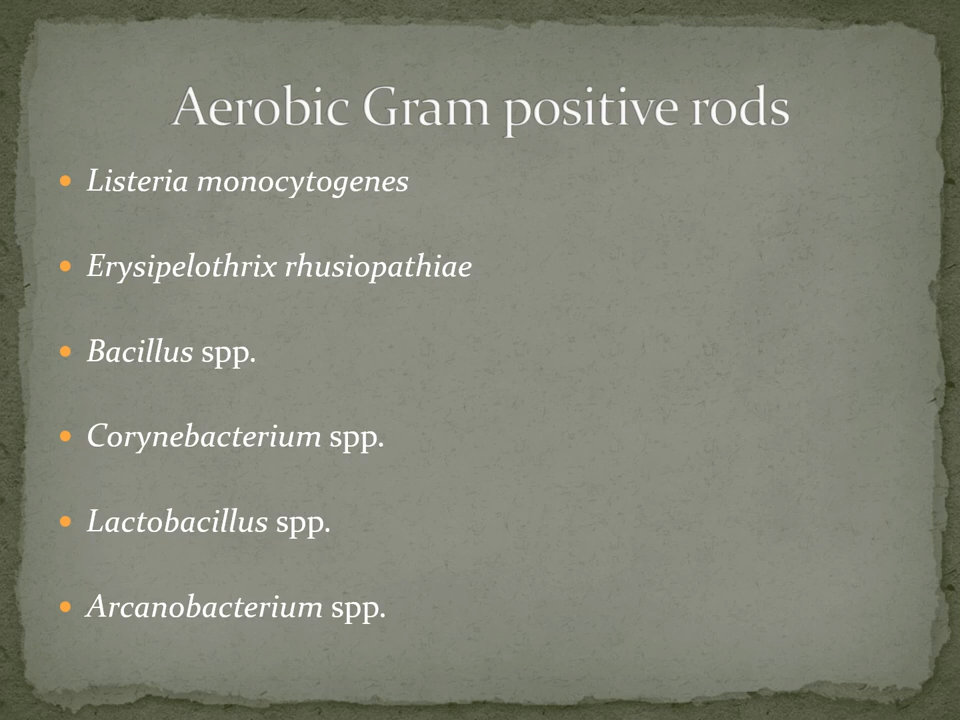 Aerobic Gram positive rods
• Listeria monocytogenes
• Erysipelothrix rhusiopathiae
• Bacillus spp.
• Corynebacterium spp.
• Lactobacillus spp.
• Arcanobacterium spp.